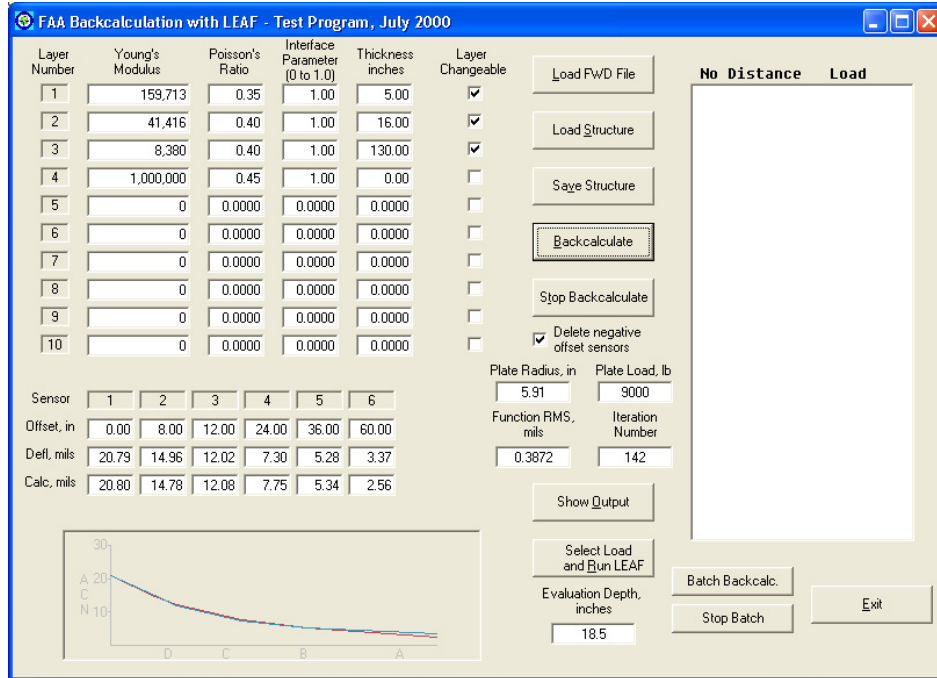 FAA Backcalculation with LEAF - Test Program, July 2000
Layer Number Young's Modulus Poisson's Ratio Interface Parameter (0 to 1.0) Thickness inches Layer Changeable
1 159,713 0.35 1.00 5.00
2 41,416 0.40 1.00 16.00
3 8,380 0.40 1.00 130.00
4 1,000,000 0.45 1.00 0.00
5 0 0.0000 0.0000 0.0000
6 0 0.0000 0.0000 0.0000
7 0 0.0000 0.0000 0.0000
8 0 0.0000 0.0000 0.0000
9 0 0.0000 0.0000 0.0000
10 0 0.0000 0.0000 0.0000
Load FWD File
Load Structure
Save Structure
Backcalculate
Stop Backcalculate
Delete negative
offset sensors
No Distance Load
Plate Radius, in Plate Load, lb
5.91 9000
Function RMS, mils Iteration Number
0.3872 142
Sensor 1 2 3 4 5 6
Offset, in 0.00 8.00 12.00 24.00 36.00 60.00
Defl, mils 20.79 14.96 12.02 7.30 5.28 3.37
Calc, mils 20.80 14.78 12.08 7.75 5.34 2.56
Show Output
Select Load
and Run LEAF
Evaluation Depth,
inches
18.5
Batch Backcalc.
Stop Batch
Exit
30
20
10
A
C
N
D C B A